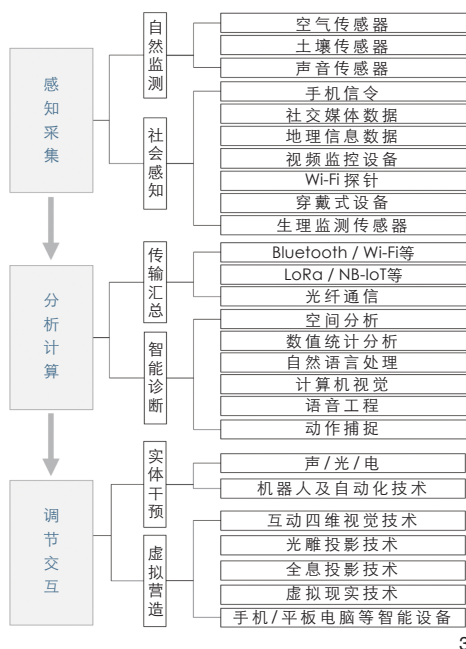 感知采集
自然监测
空气传感器
土壤传感器
声音传感器
社会感知
手机信令
社交媒体数据
地理信息数据
视频监控设备
Wi-Fi 探针
穿戴式设备
生理监测传感器
分析计算
传输汇总
Bluetooth / Wi-Fi等
LoRa / NB-IoT等
光纤通信
智能诊断
空间分析
数值统计分析
自然语言处理
计算机视觉
语音工程
动作捕捉
调节交互
实体干预
声/光/电
机器人及自动化技术
虚拟营造
互动四维视觉技术
光雕投影技术
全息投影技术
虚拟现实技术
手机/平板电脑等智能设备
3